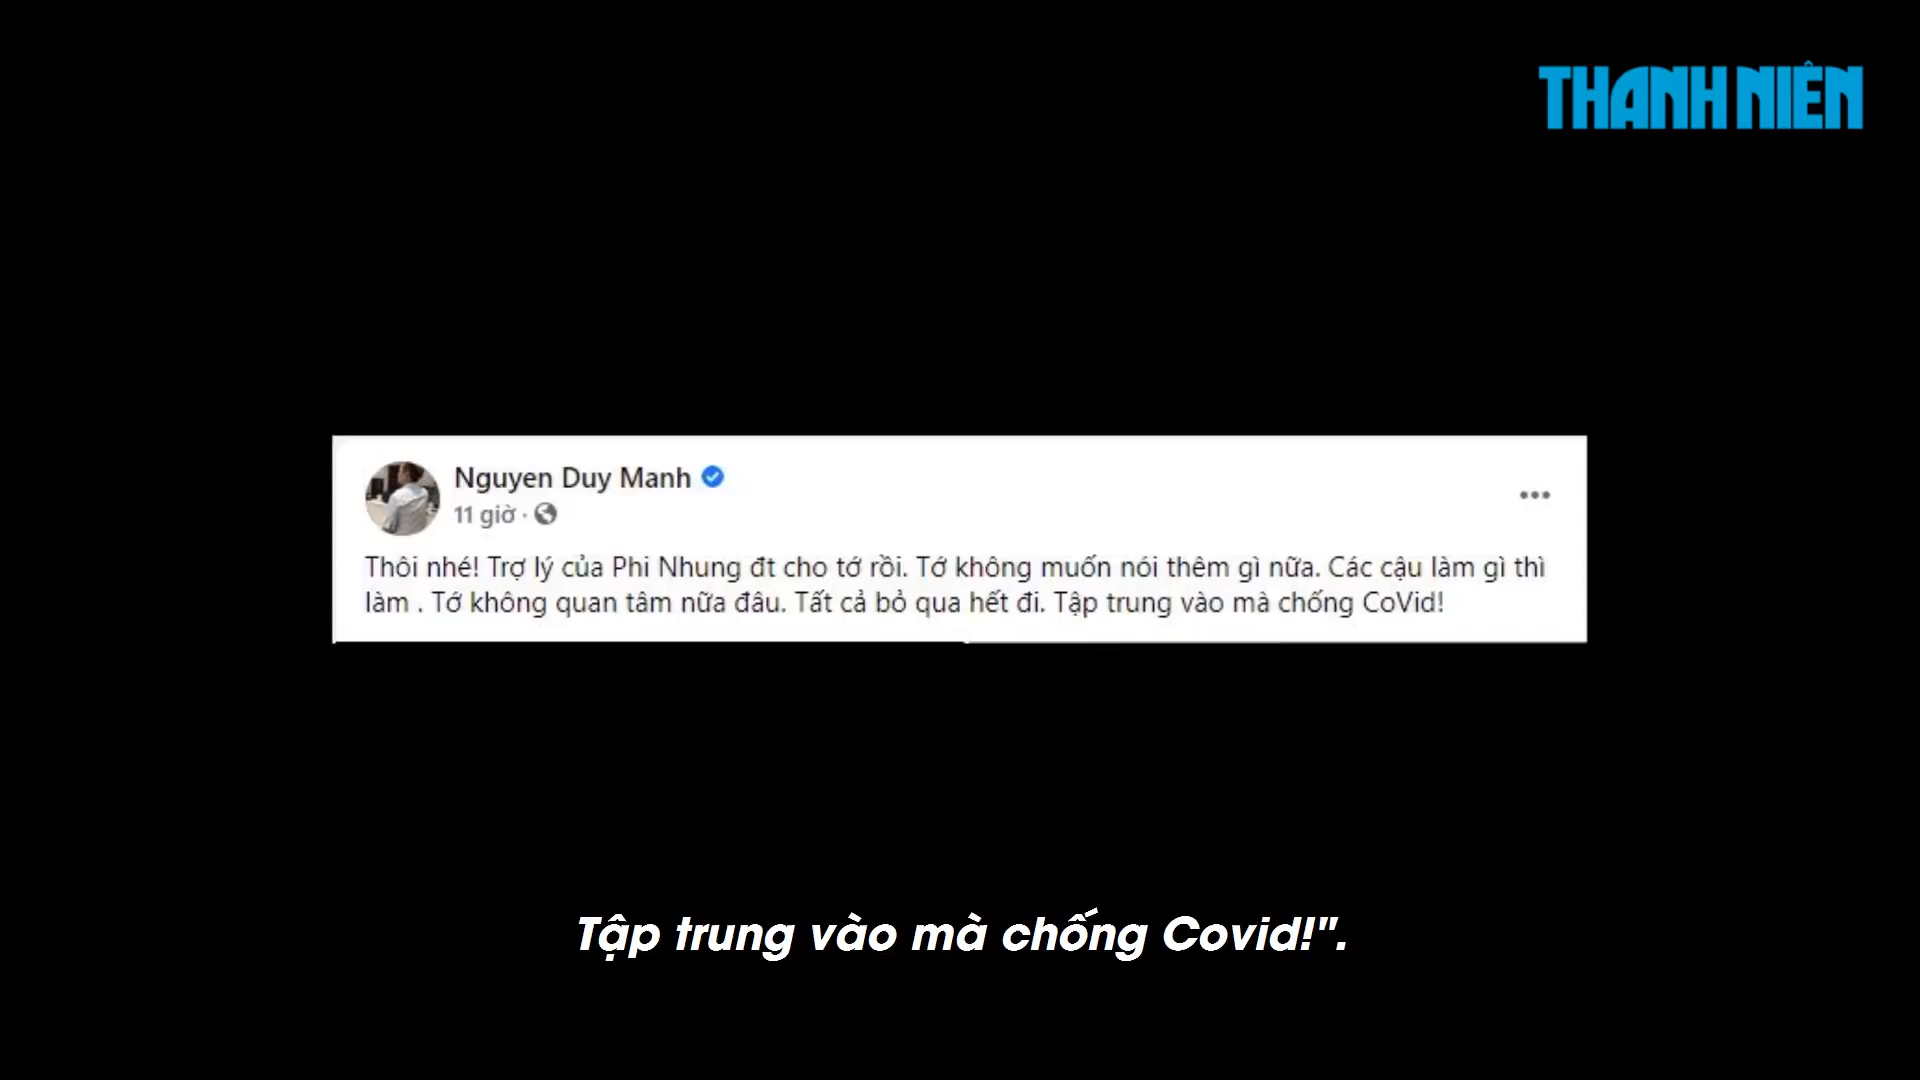 THANH NIÊN
Nguyen Duy Manh
11 giờ ·
Thôi nhé! Trợ lý của Phi Nhung đt cho tớ rồi. Tớ không muốn nói thêm gì nữa. Các cậu làm gì thì
làm . Tớ không quan tâm nữa đâu. Tất cả bỏ qua hết đi. Tập trung vào mà chống CoVid!
Tập trung vào mà chống Covid!".